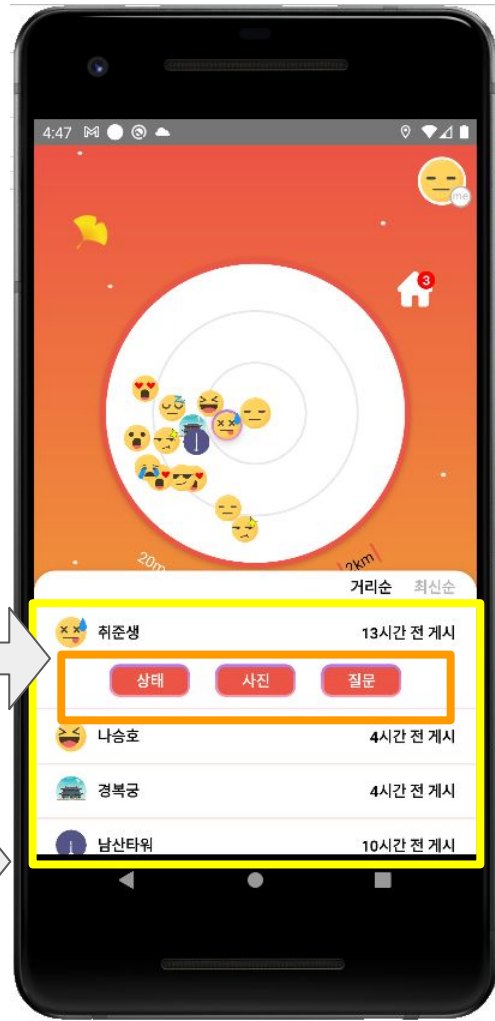 4:47
me
3
20m
2km
거리순 최신순
취준생 13시간 전 게시
상태 사진 질문
나승호 4시간 전 게시
경복궁 4시간 전 게시
남산타워 10시간 전 게시